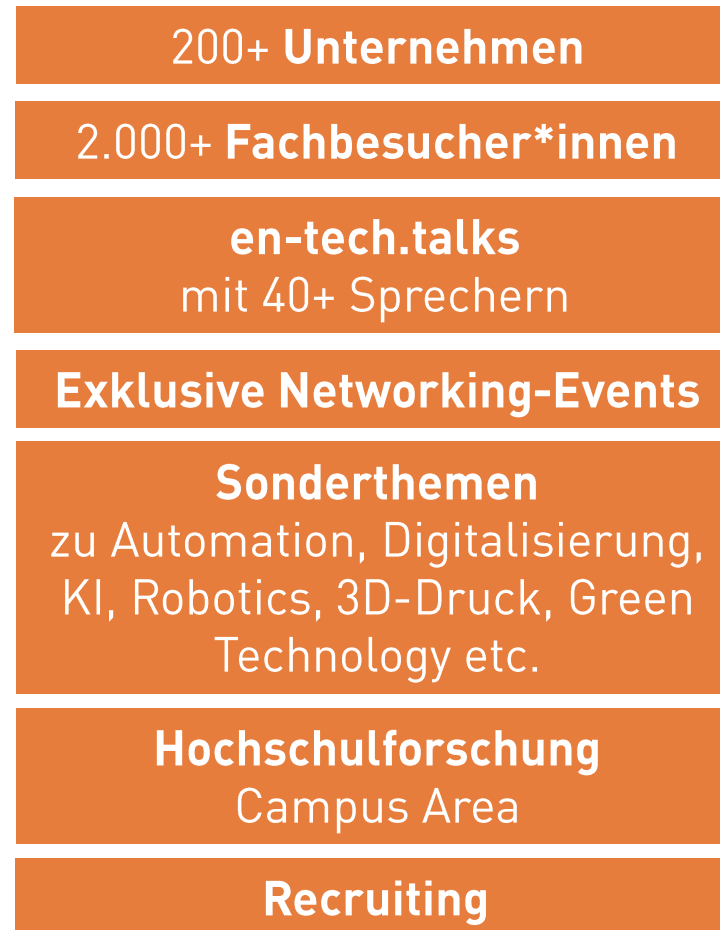 200+ Unternehmen
2.000+ Fachbesucher*innen
en-tech.talks
mit 40+ Sprechern
Exklusive Networking-Events
Sonderthemen
zu Automation, Digitalisierung,
KI, Robotics, 3D-Druck, Green
Technology etc.
Hochschulforschung
Campus Area
Recruiting